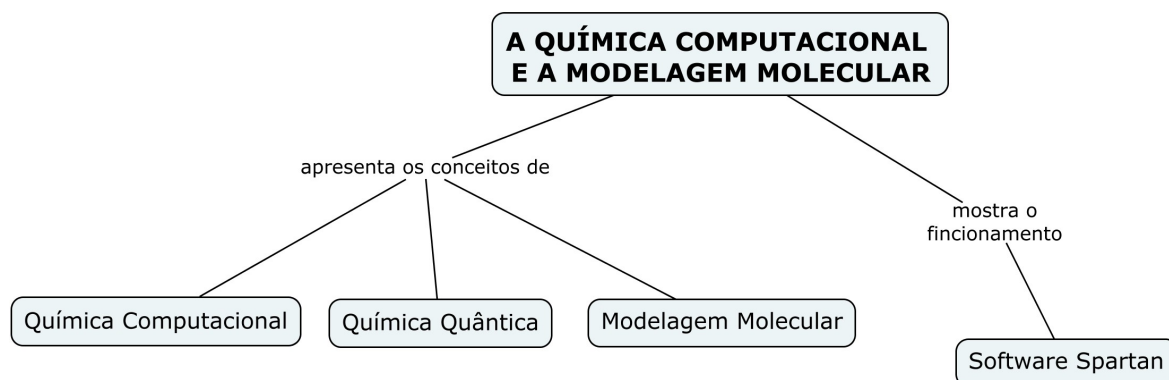 A QUÍMICA COMPUTACIONAL
E A MODELAGEM MOLECULAR
apresenta os conceitos de
mostra o
fincionamento
Química Computacional
Química Quântica
Modelagem Molecular
Software Spartan